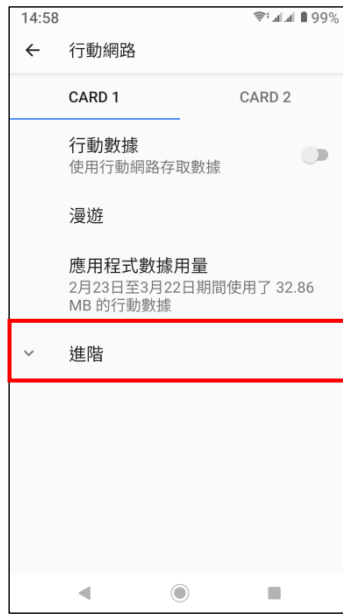 14:58 99%
行動網路
CARD 1 CARD 2
行動數據
使用行動網路存取數據
漫遊
應用程式數據用量
2月23日至3月22日期間使用了 32.86
MB 的行動數據
進階